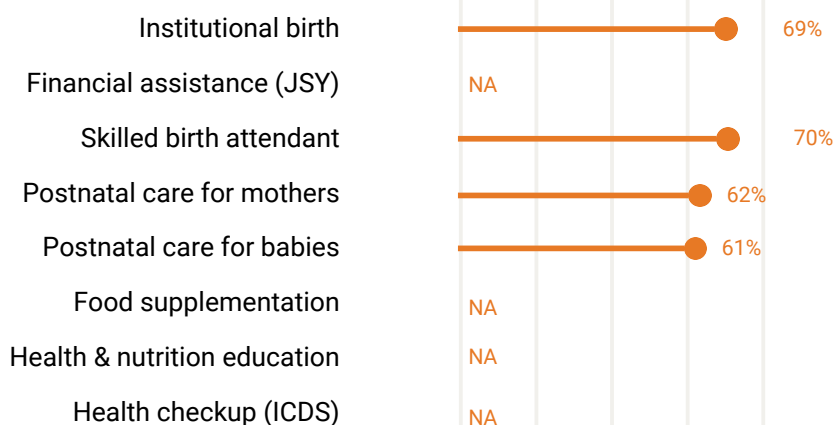 Institutional birth 69%
Financial assistance (JSY) NA
Skilled birth attendant 70%
Postnatal care for mothers 62%
Postnatal care for babies 61%
Food supplementation NA
Health & nutrition education NA
Health checkup (ICDS) NA